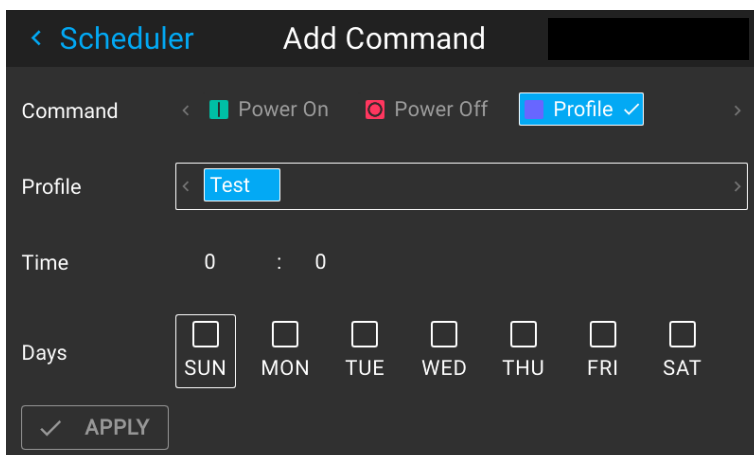 < Scheduler Add Command
Command < Power On Power Off Profile ✓ >
Profile < Test >
Time 0 : 0
Days SUN MON TUE WED THU FRI SAT
✓ APPLY